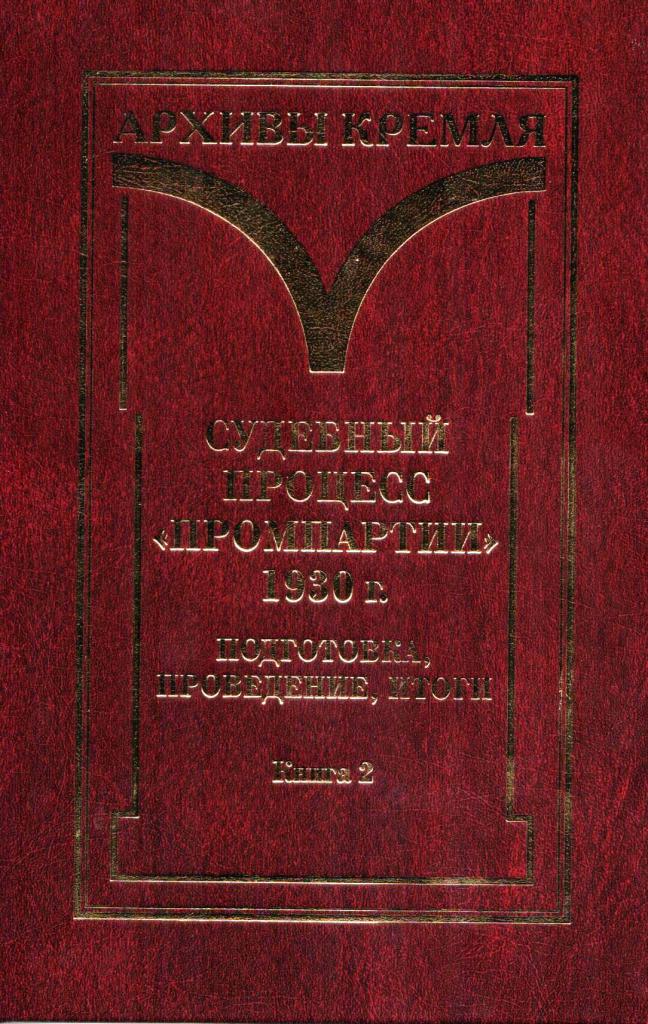 АРХИВЫ КРЕМЛЯ
СУДЕБНЫЙ
ПРОЦЕСС
«ПРОМПАРТИИ»
1930 г.
ПОДГОТОВКА,
ПРОВЕДЕНИЕ, ИТОГИ
Книга 2